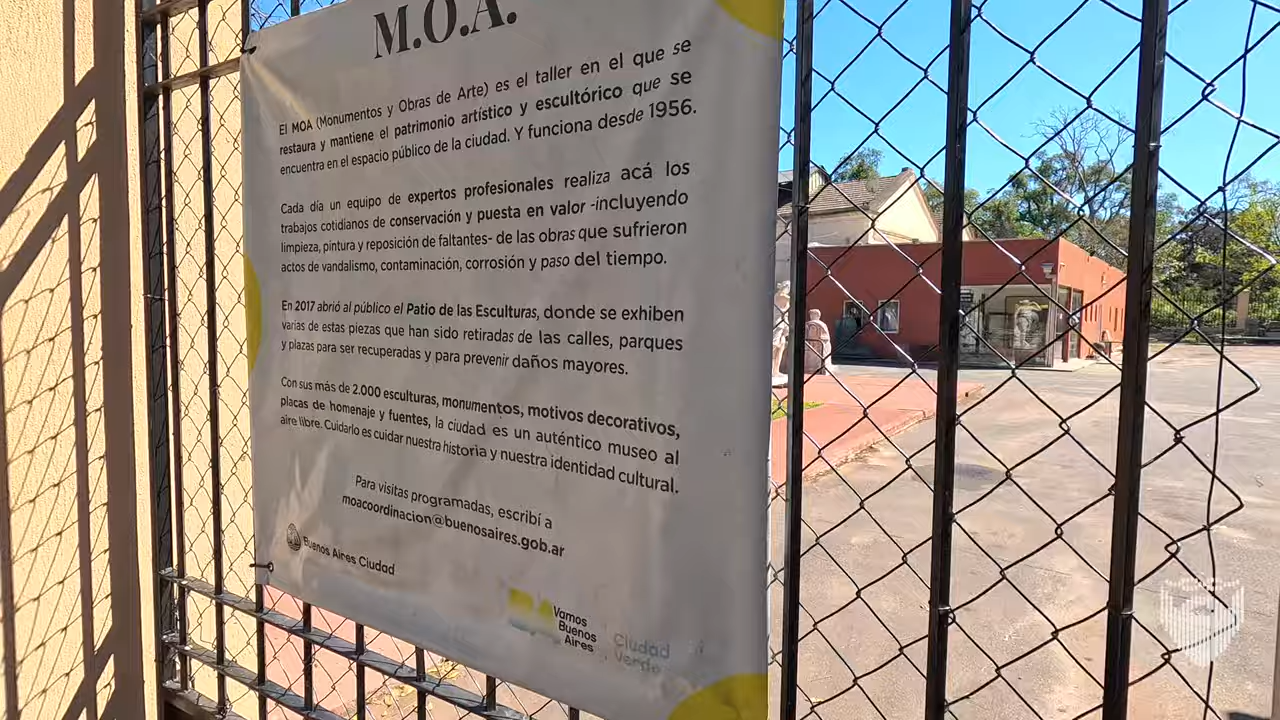 M.O.A.
El MOA (Monumentos y Obras de Arte) es el taller en el que se
restaura y mantiene el patrimonio artístico y escultórico que se
encuentra en el espacio público de la ciudad. Y funciona desde 1956.
Cada día un equipo de expertos profesionales realiza acá los
trabajos cotidianos de conservación y puesta en valor -incluyendo
limpieza, pintura y reposición de faltantes- de las obras que sufrieron
actos de vandalismo, contaminación, corrosión y paso del tiempo.
En 2017 abrió al público el Patio de las Esculturas, donde se exhiben
varias de estas piezas que han sido retiradas de las calles, parques
y plazas para ser recuperadas y para prevenir daños mayores.
Con sus más de 2.000 esculturas, monumentos, motivos decorativos,
placas de homenaje y fuentes, la ciudad es un auténtico museo al
aire libre. Cuidarlo es cuidar nuestra historia y nuestra identidad cultural.
Para visitas programadas, escribí a
moacoordinacion@buenosaires.gob.ar
Buenos Aires Ciudad
Vamos
Buenos
Aires
Ciudad
Verde